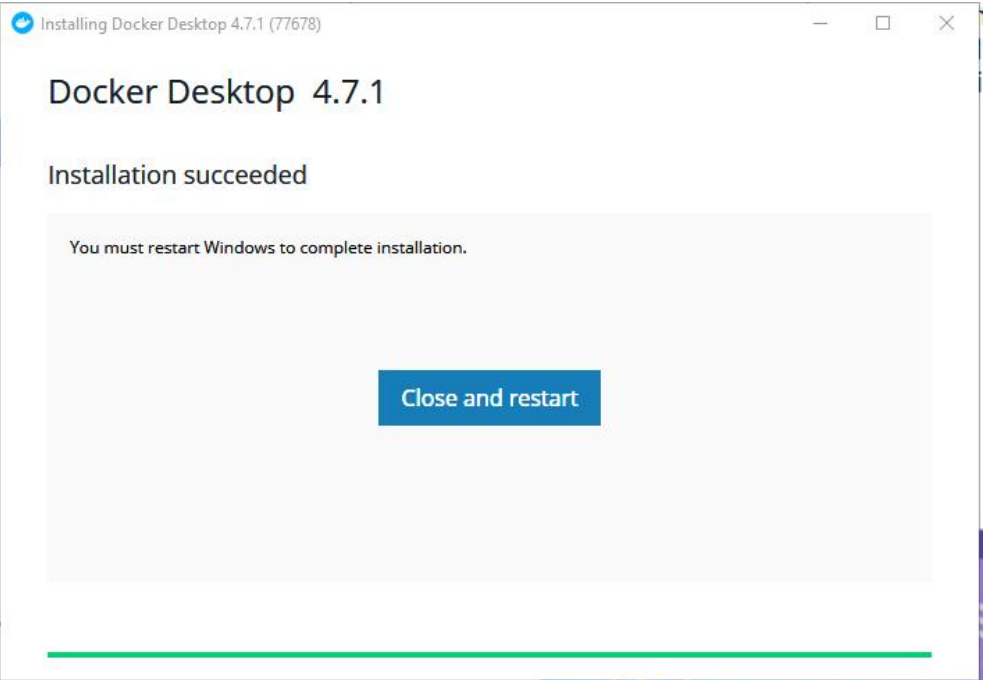 Installing Docker Desktop 4.7.1 (77678)
Docker Desktop 4.7.1
Installation succeeded
You must restart Windows to complete installation.
Close and restart